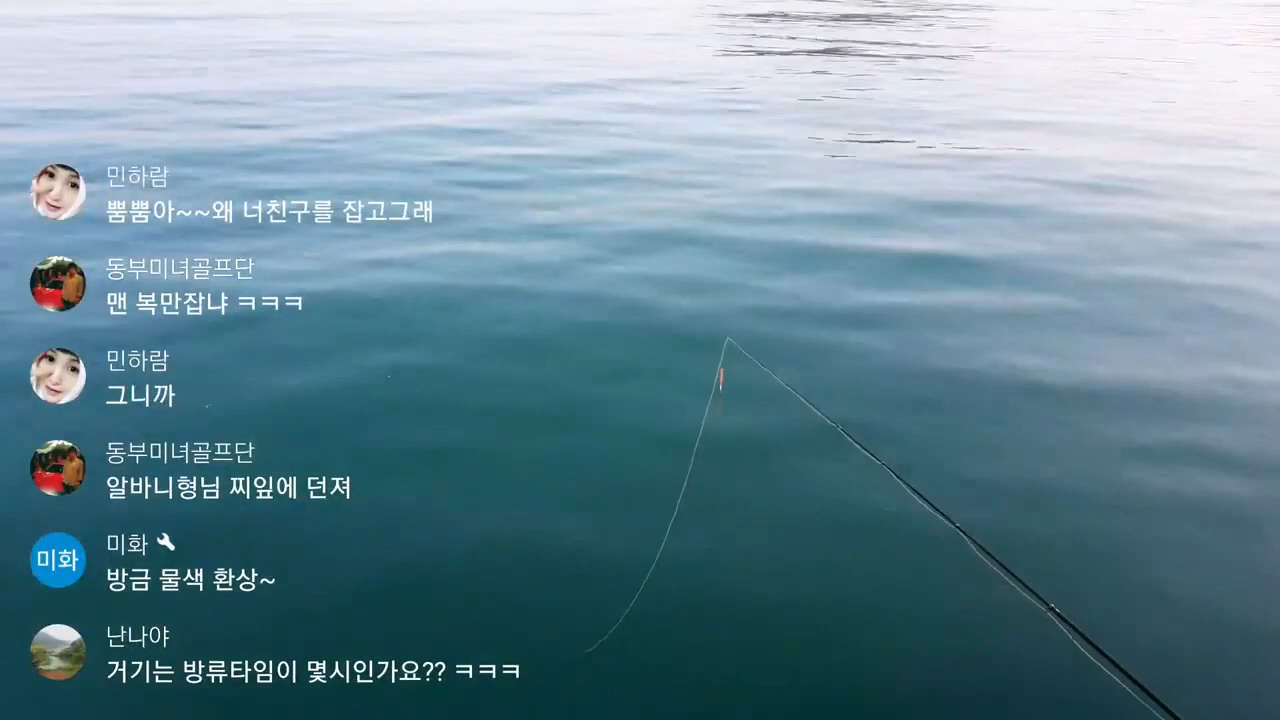 민하람
뿜뿜아~~왜 너친구를 잡고그래
동부미녀골프단
맨 복만잡냐 ㅋㅋㅋ
민하람
그니까
동부미녀골프단
알바니형님 찌잎에 던져
미화
미화
방금 물색 환상~
난나야
거기는 방류타임이 몇시인가요?? ㅋㅋㅋ